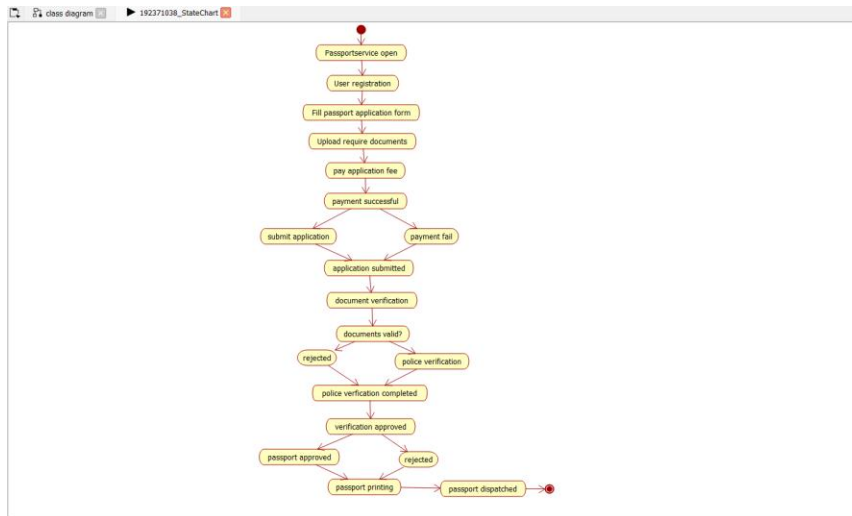 class diagram
192371038_StateChart
Passportservice open
User registration
Fill passport application form
Upload require documents
pay application fee
payment successful
submit application
payment fail
application submitted
document verification
documents valid?
rejected
police verification
police verfication completed
verification approved
passport approved
rejected
passport printing
passport dispatched